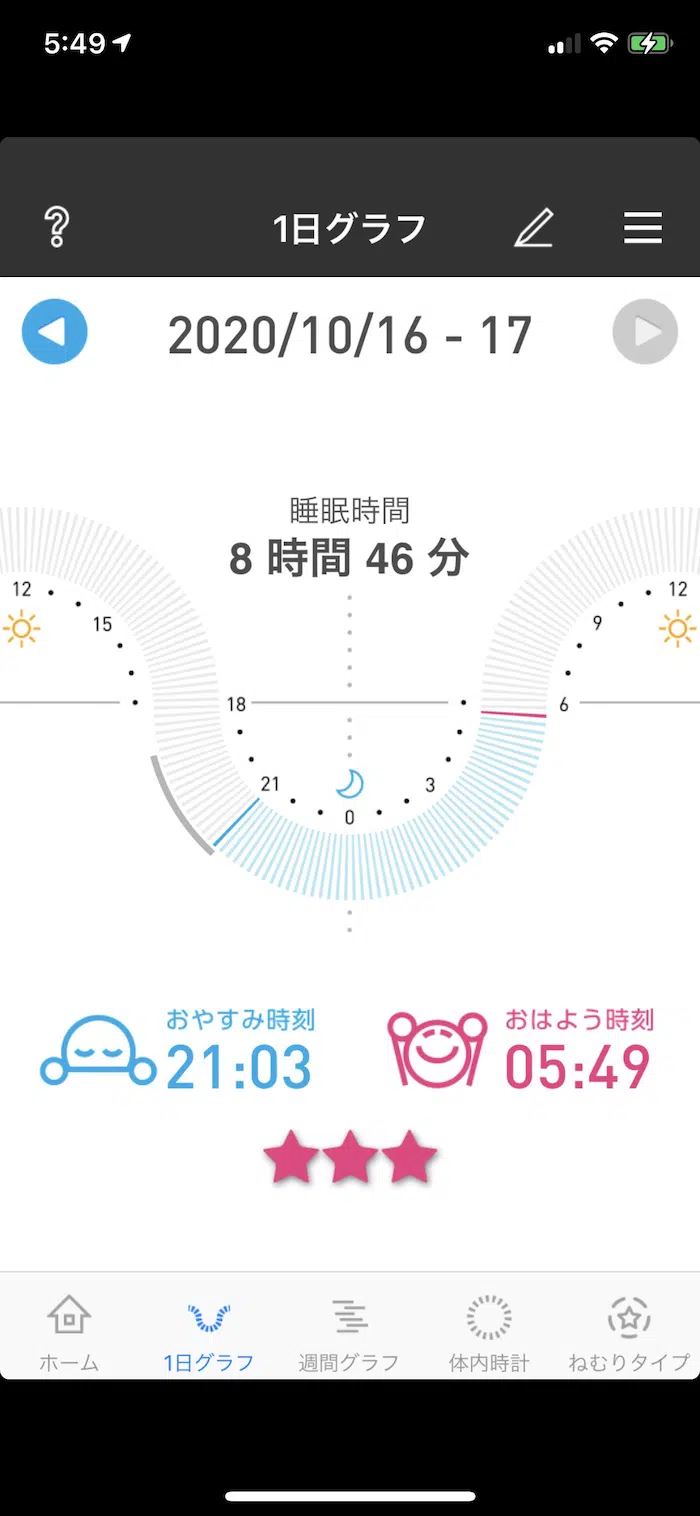 5:49
?
1日グラフ
2020/10/16 - 17
睡眠時間
8 時間 46 分
12
15
18
21
0
3
6
9
12
おやすみ時刻
21:03
おはよう時刻
05:49
ホーム
1日グラフ
週間グラフ
体内時計
ねむりタイプ